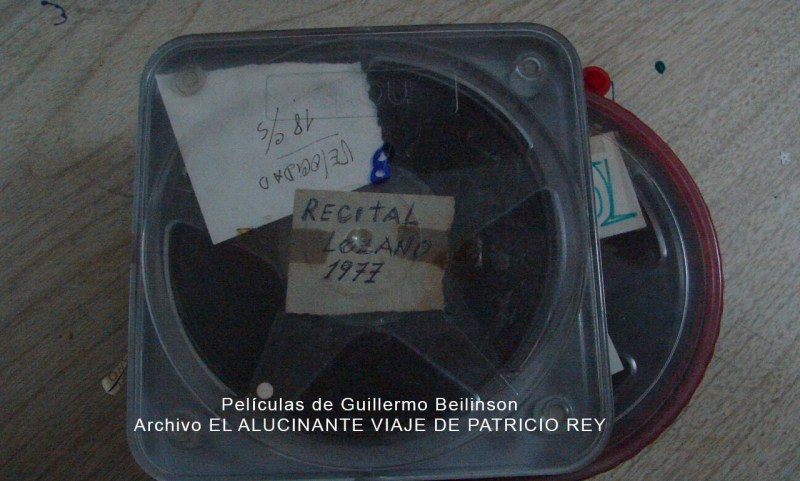 VELOCIDAD
18 c/s
RECITAL
LOZANO
1977
Películas de Guillermo Beilinson
Archivo EL ALUCINANTE VIAJE DE PATRICIO REY